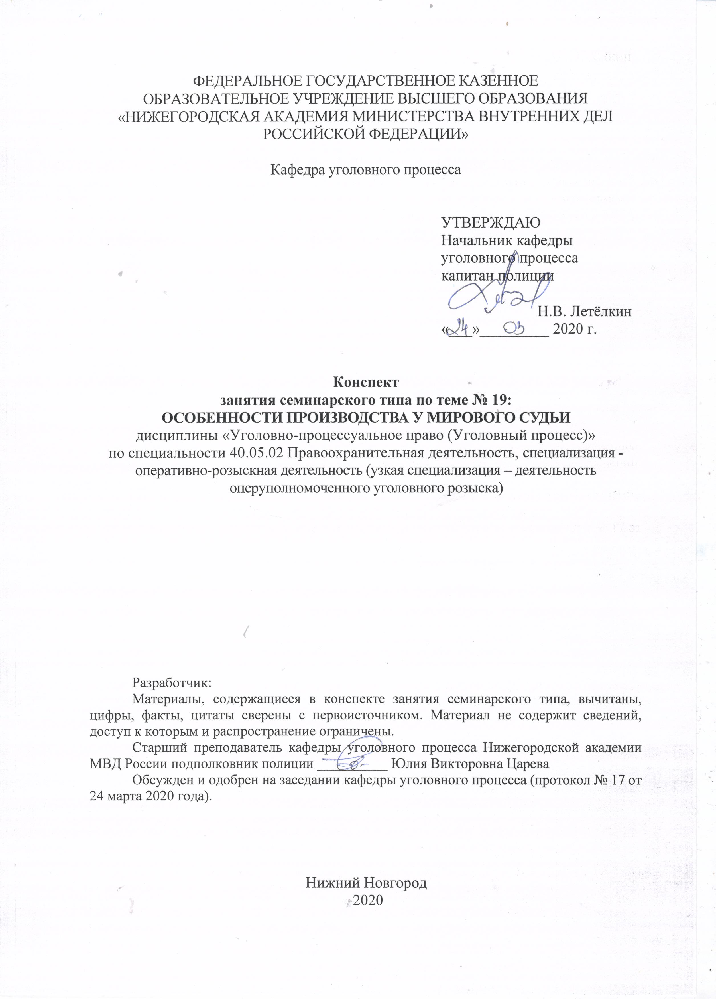 ФЕДЕРАЛЬНОЕ ГОСУДАРСТВЕННОЕ КАЗЕННОЕ
ОБРАЗОВАТЕЛЬНОЕ УЧРЕЖДЕНИЕ ВЫСШЕГО ОБРАЗОВАНИЯ
«НИЖЕГОРОДСКАЯ АКАДЕМИЯ МИНИСТЕРСТВА ВНУТРЕННИХ ДЕЛ
РОССИЙСКОЙ ФЕДЕРАЦИИ»
Кафедра уголовного процесса
УТВЕРЖДАЮ
Начальник кафедры
уголовного процесса
капитан полиции
Н.В. Летёлкин
«24» 03 2020 г.
Конспект
занятия семинарского типа по теме № 19:
ОСОБЕННОСТИ ПРОИЗВОДСТВА У МИРОВОГО СУДЬИ
дисциплины «Уголовно-процессуальное право (Уголовный процесс)»
по специальности 40.05.02 Правоохранительная деятельность, специализация -
оперативно-розыскная деятельность (узкая специализация – деятельность
оперуполномоченного уголовного розыска)
Разработчик:
Материалы, содержащиеся в конспекте занятия семинарского типа, вычитаны,
цифры, факты, цитаты сверены с первоисточником. Материал не содержит сведений,
доступ к которым и распространение ограничены.
Старший преподаватель кафедры уголовного процесса Нижегородской академии
МВД России подполковник полиции __________ Юлия Викторовна Царева
Обсужден и одобрен на заседании кафедры уголовного процесса (протокол № 17 от
24 марта 2020 года).
Нижний Новгород
2020